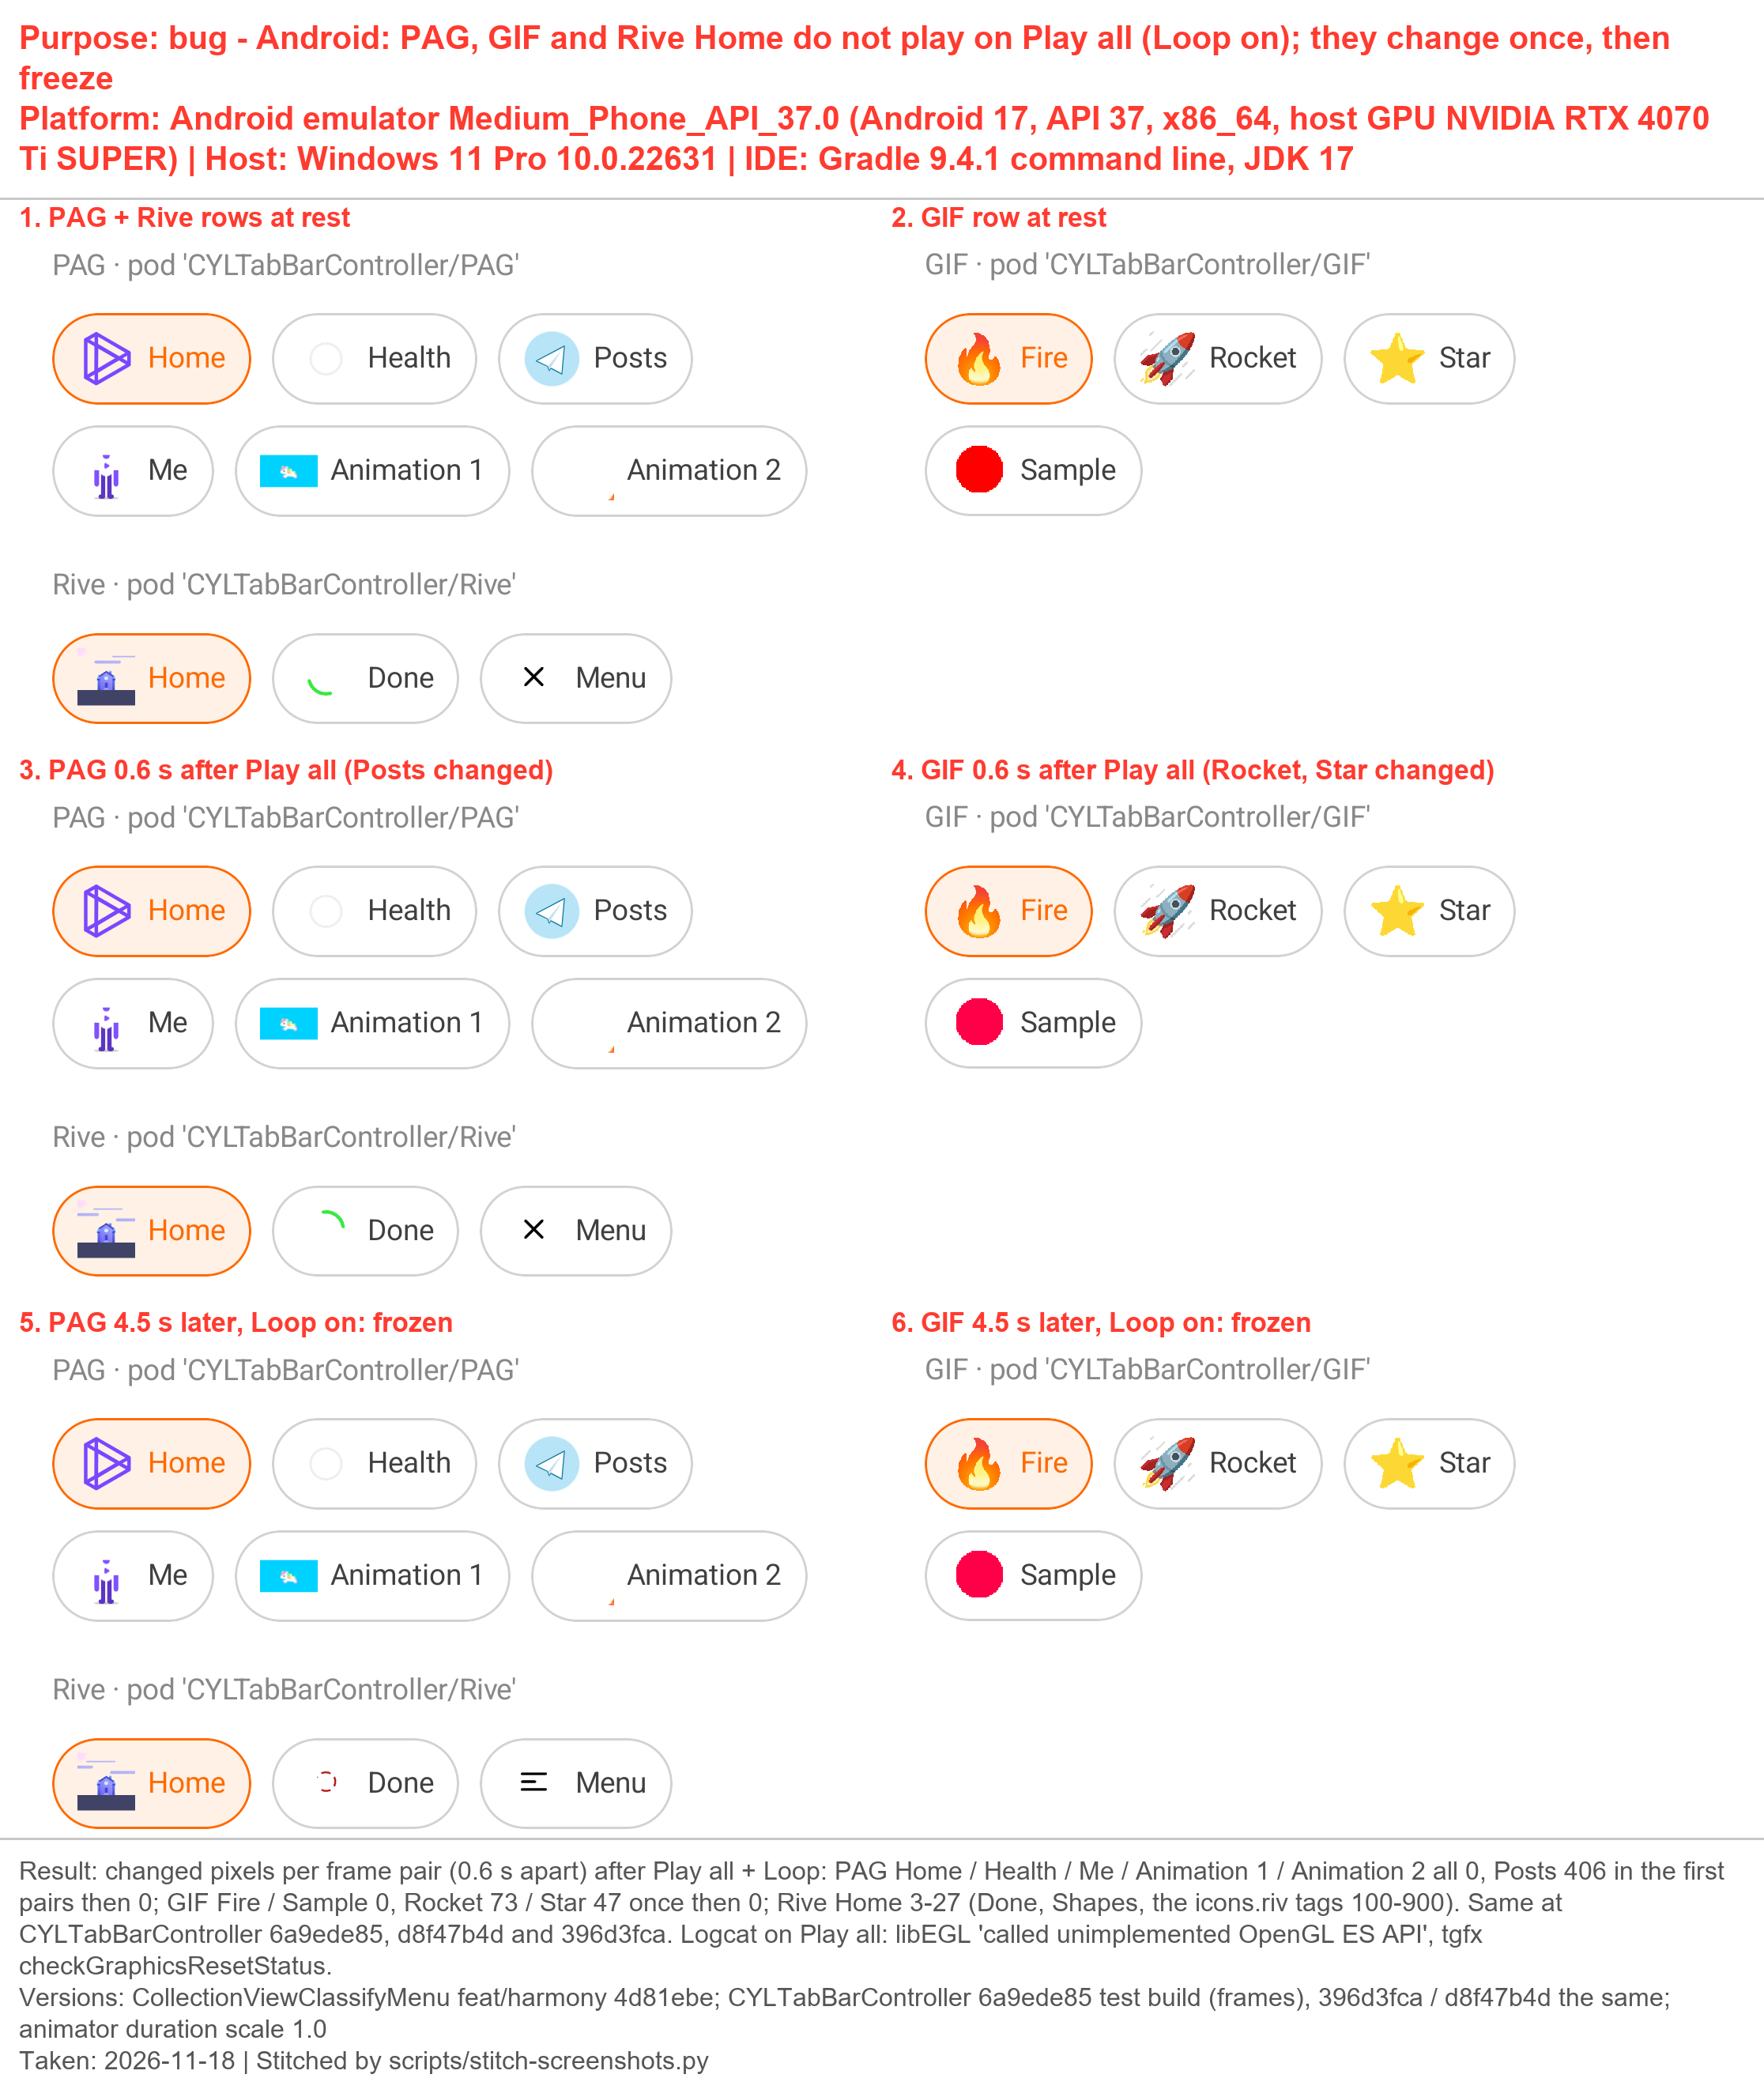 Purpose: bug - Android: PAG, GIF and Rive Home do not play on Play all (Loop on); they change once, then
freeze
Platform: Android emulator Medium_Phone_API_37.0 (Android 17, API 37, x86_64, host GPU NVIDIA RTX 4070
Ti SUPER) | Host: Windows 11 Pro 10.0.22631 | IDE: Gradle 9.4.1 command line, JDK 17
1. PAG + Rive rows at rest
PAG · pod 'CYLTabBarController/PAG'
Home Health Posts
Me Animation 1 Animation 2
Rive · pod 'CYLTabBarController/Rive'
Home Done Menu
2. GIF row at rest
GIF · pod 'CYLTabBarController/GIF'
Fire Rocket Star
Sample
3. PAG 0.6 s after Play all (Posts changed)
PAG · pod 'CYLTabBarController/PAG'
Home Health Posts
Me Animation 1 Animation 2
Rive · pod 'CYLTabBarController/Rive'
Home Done Menu
4. GIF 0.6 s after Play all (Rocket, Star changed)
GIF · pod 'CYLTabBarController/GIF'
Fire Rocket Star
Sample
5. PAG 4.5 s later, Loop on: frozen
PAG · pod 'CYLTabBarController/PAG'
Home Health Posts
Me Animation 1 Animation 2
Rive · pod 'CYLTabBarController/Rive'
Home Done Menu
6. GIF 4.5 s later, Loop on: frozen
GIF · pod 'CYLTabBarController/GIF'
Fire Rocket Star
Sample
Result: changed pixels per frame pair (0.6 s apart) after Play all + Loop: PAG Home / Health / Me / Animation 1 / Animation 2 all 0, Posts 406 in the first
pairs then 0; GIF Fire / Sample 0, Rocket 73 / Star 47 once then 0; Rive Home 3-27 (Done, Shapes, the icons.riv tags 100-900). Same at
CYLTabBarController 6a9ede85, d8f47b4d and 396d3fca. Logcat on Play all: libEGL 'called unimplemented OpenGL ES API', tgfx
checkGraphicsResetStatus.
Versions: CollectionViewClassifyMenu feat/harmony 4d81ebe; CYLTabBarController 6a9ede85 test build (frames), 396d3fca / d8f47b4d the same;
animator duration scale 1.0
Taken: 2026-11-18 | Stitched by scripts/stitch-screenshots.py